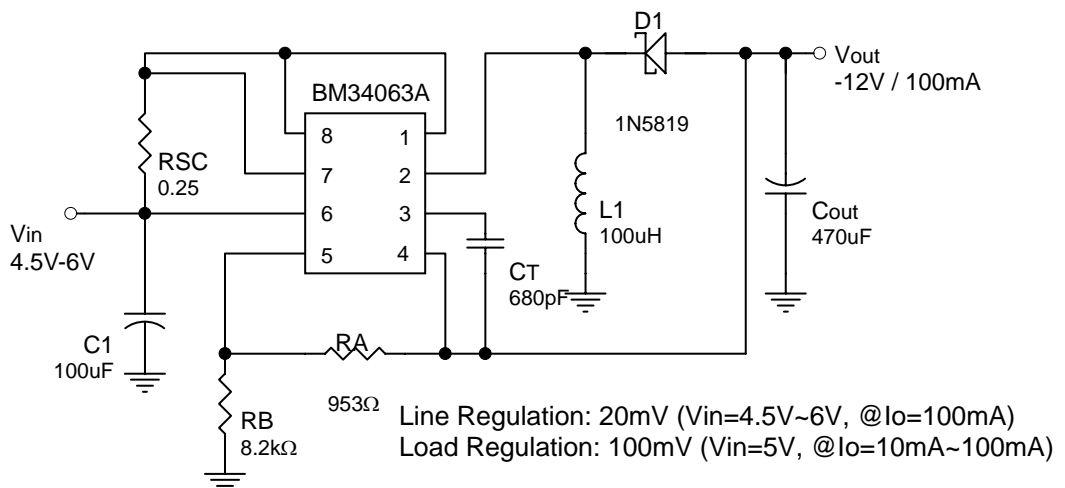 D1
Vout
-12V / 100mA
BM34063A
1N5819
8
1
7
2
6
3
5
4
RSC
0.25
Vin
4.5V-6V
L1
100uH
Cout
470uF
CT
680pF
C1
100uF
RA
953Ω
RB
8.2kΩ
Line Regulation: 20mV (Vin=4.5V~6V, @Io=100mA)
Load Regulation: 100mV (Vin=5V, @Io=10mA~100mA)